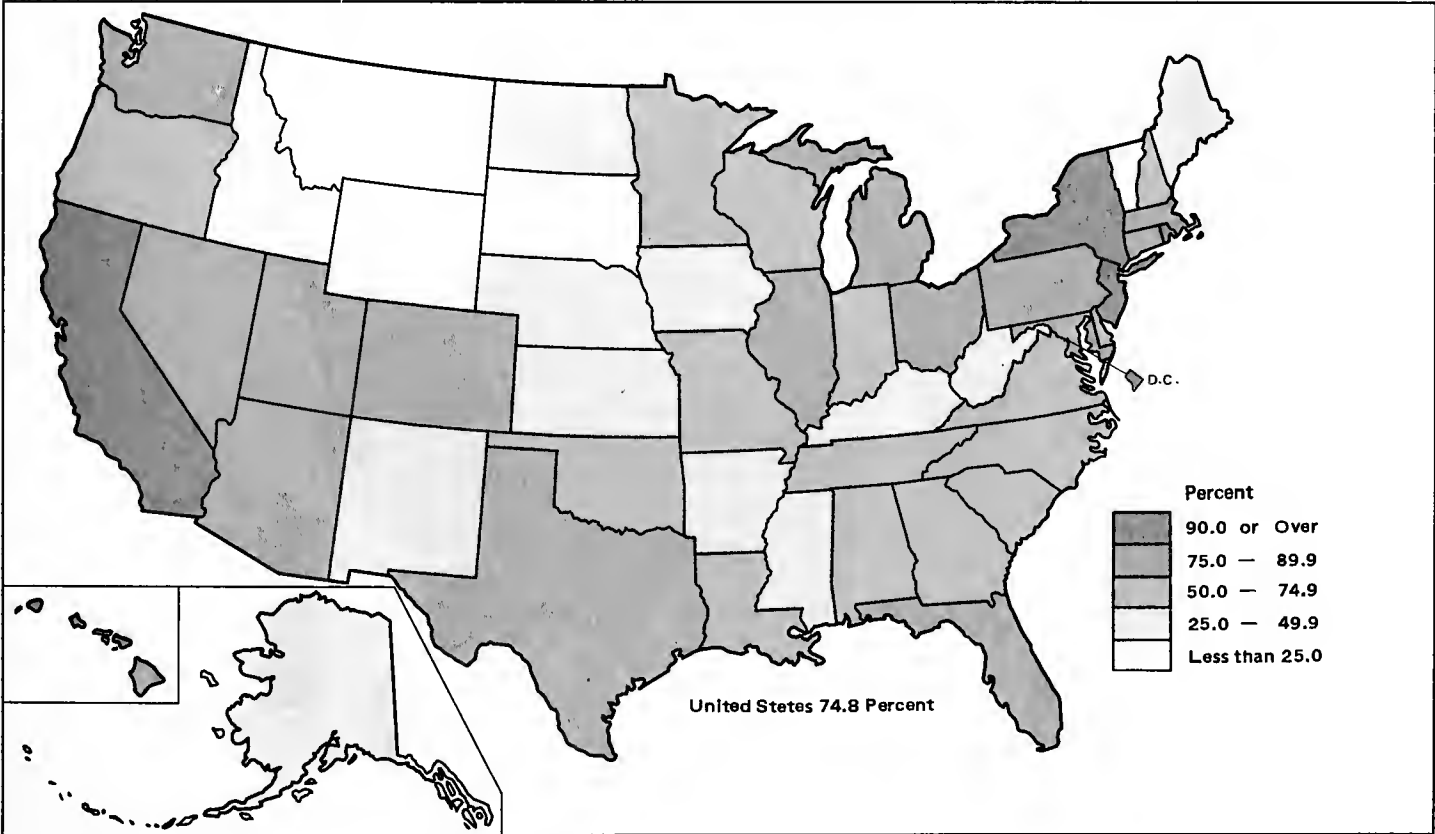 D.C.
Percent
90.0 or Over
75.0 — 89.9
50.0 — 74.9
25.0 — 49.9
Less than 25.0
United Stetes 74.8 Percent